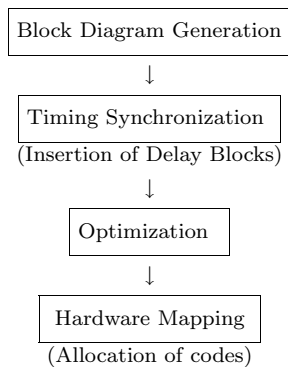 Block Diagram Generation
↓
Timing Synchronization
(Insertion of Delay Blocks)
↓
Optimization
↓
Hardware Mapping
(Allocation of codes)